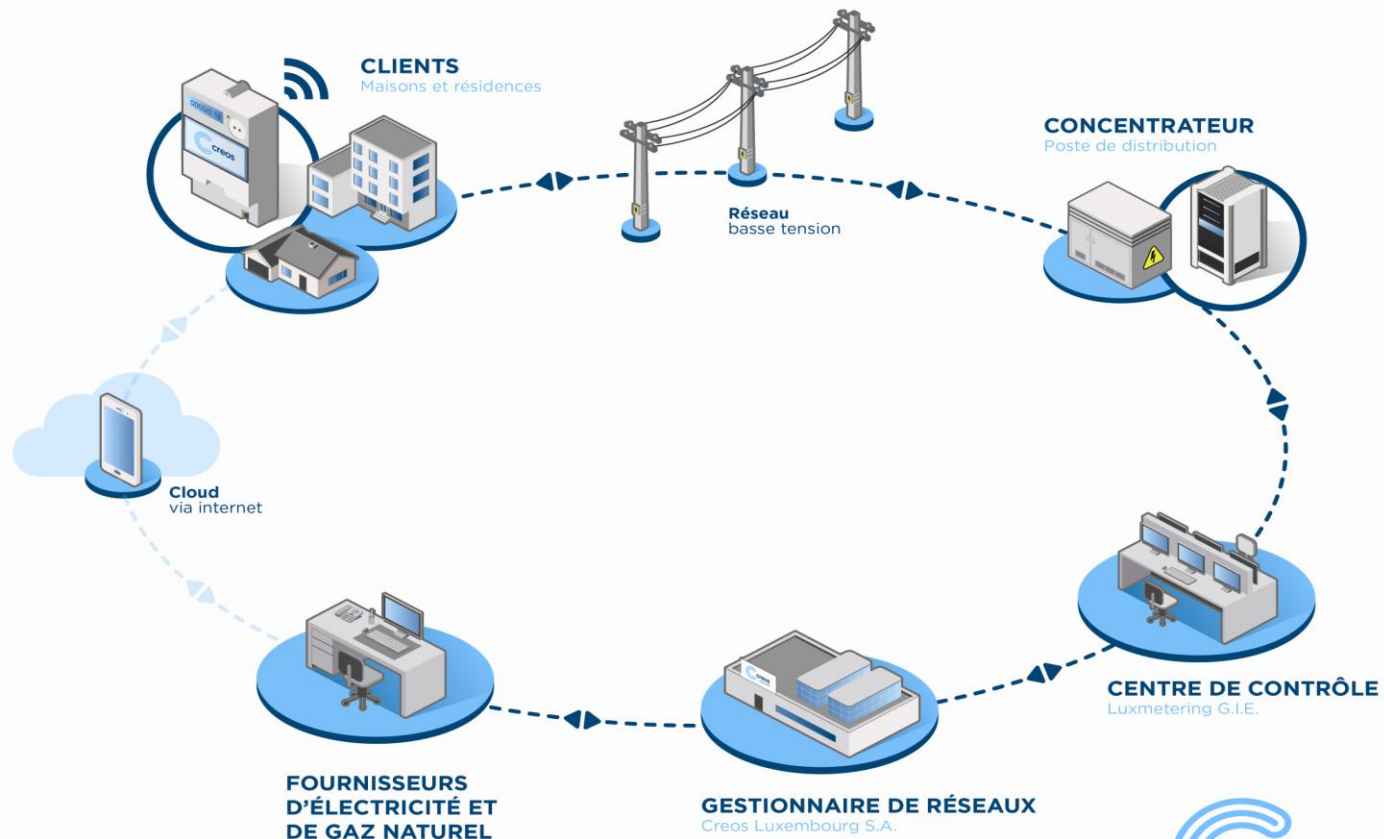 CLIENTS
Maisons et résidences
creos
Réseau
basse tension
CONCENTRATEUR
Poste de distribution
Cloud
via internet
CENTRE DE CONTRÔLE
Luxmetering G.I.E.
creos
GESTIONNAIRE DE RÉSEAUX
Creos Luxembourg S.A.
FOURNISSEURS
D'ÉLECTRICITÉ ET
DE GAZ NATUREL